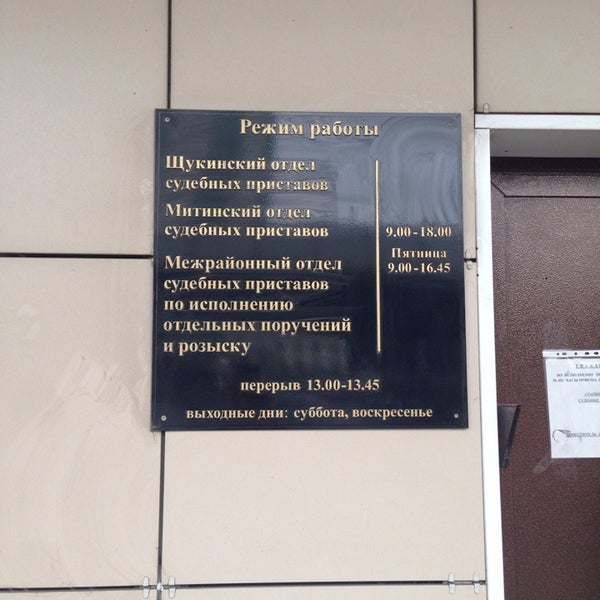 Режим работы
Щукинский отдел
судебных приставов
Митинский отдел
судебных приставов
Межрайонный отдел
судебных приставов
по исполнению
отдельных поручений
и розыску
9.00-18.00
Пятница
9.00-16.45
перерыв 13.00-13.45
выходные дни: суббота, воскресенье